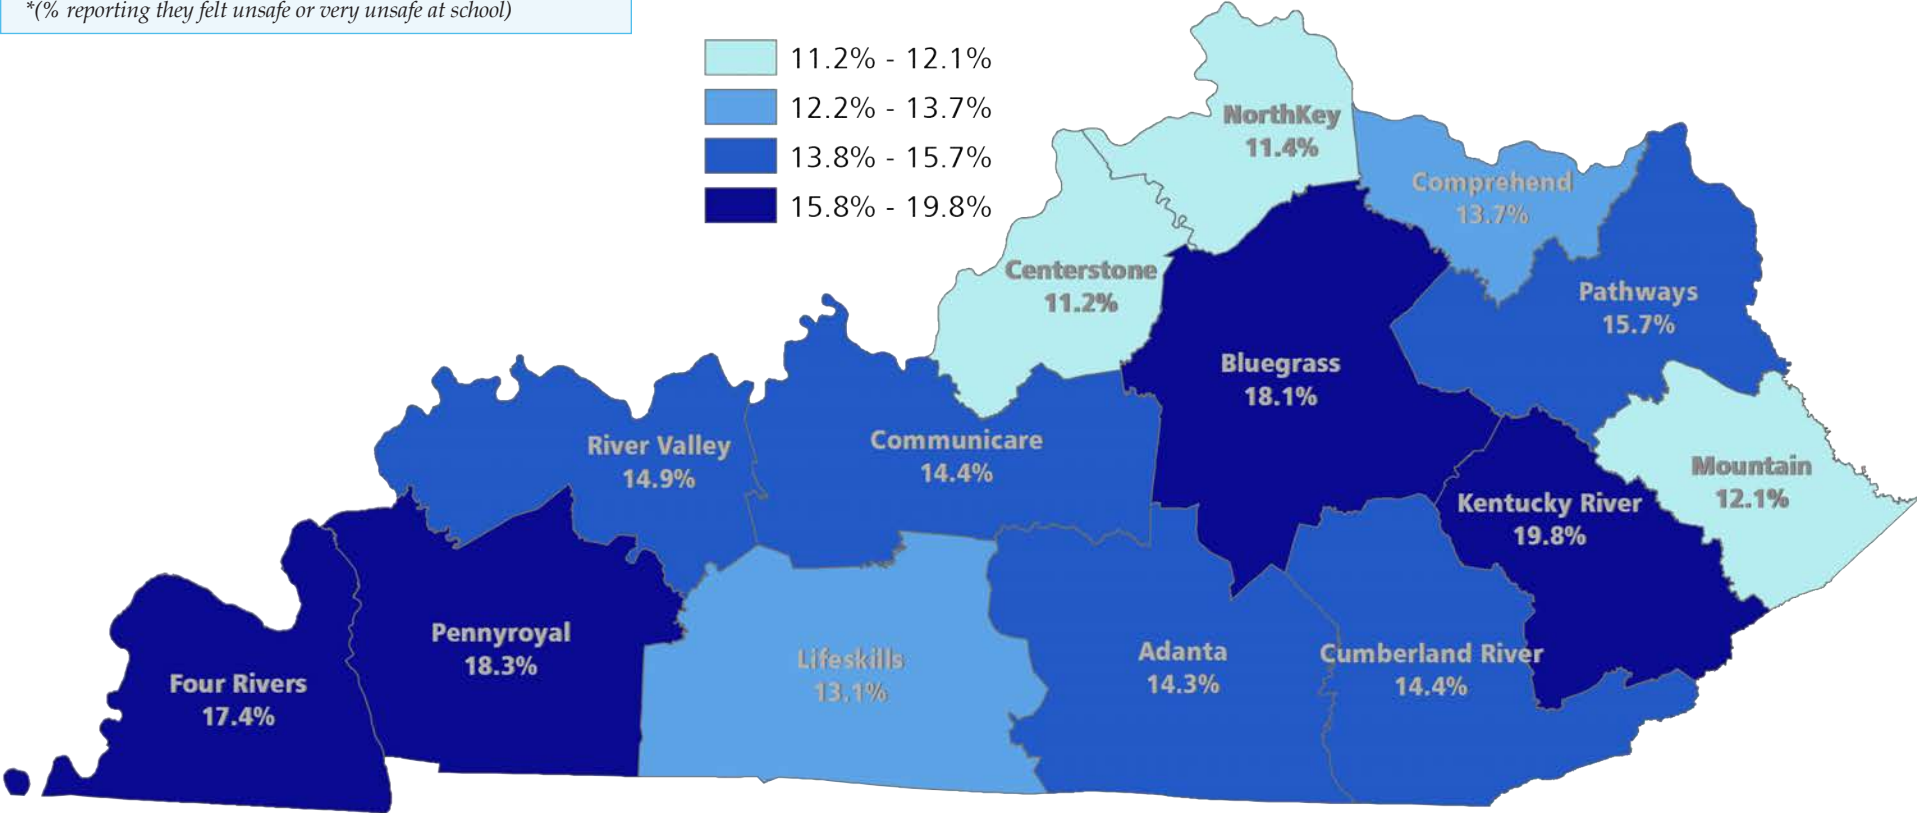 *(% reporting they felt unsafe or very unsafe at school)
11.2% - 12.1%
12.2% - 13.7%
13.8% - 15.7%
15.8% - 19.8%
NorthKey
11.4%
Comprehend
13.7%
Centerstone
11.2%
Pathways
15.7%
Bluegrass
18.1%
River Valley
14.9%
Communicare
14.4%
Mountain
12.1%
Kentucky River
19.8%
Pennyroyal
18.3%
Four Rivers
17.4%
Lifeskills
13.1%
Adanta
14.3%
Cumberland River
14.4%